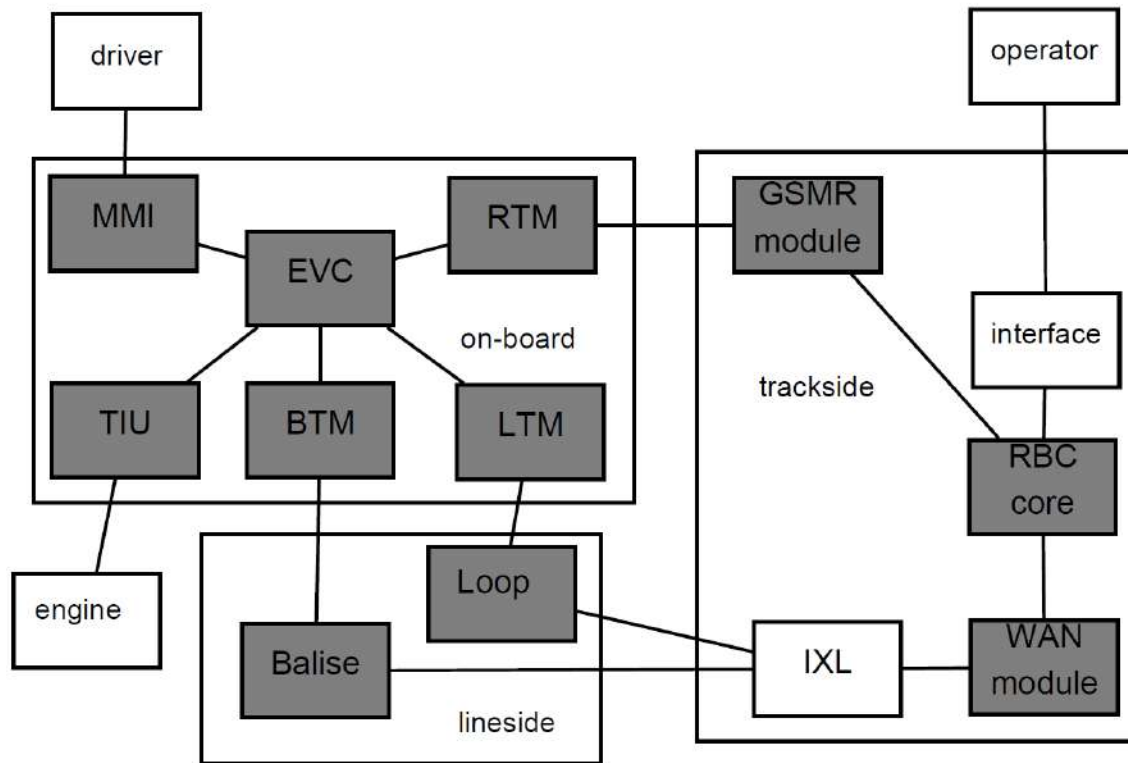 driver
operator
MMI
RTM
GSMR
module
EVC
on-board
interface
trackside
TIU
BTM
LTM
RBC
core
Loop
engine
Balise
IXL
WAN
module
lineside